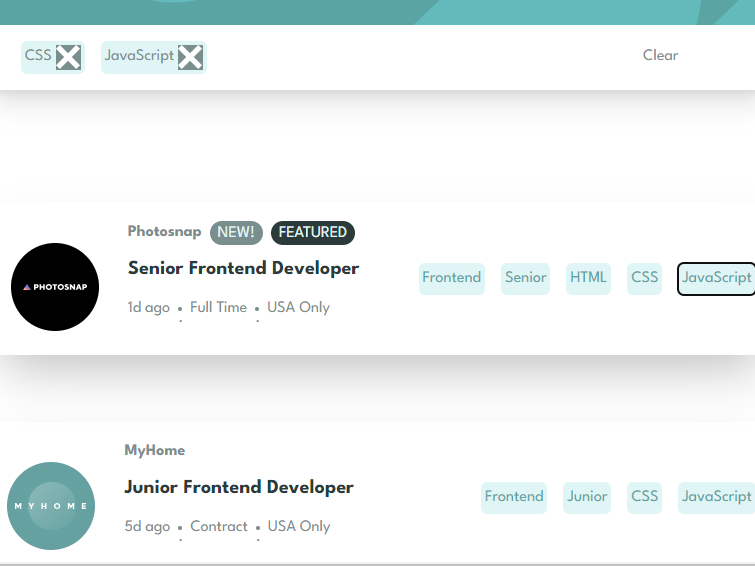 CSS JavaScript Clear
Photosnap NEW! FEATURED
Senior Frontend Developer
1d ago • Full Time • USA Only
PHOTOSNAP
Frontend Senior HTML CSS JavaScript
MyHome
Junior Frontend Developer
5d ago • Contract • USA Only
MYHOME
Frontend Junior CSS JavaScript